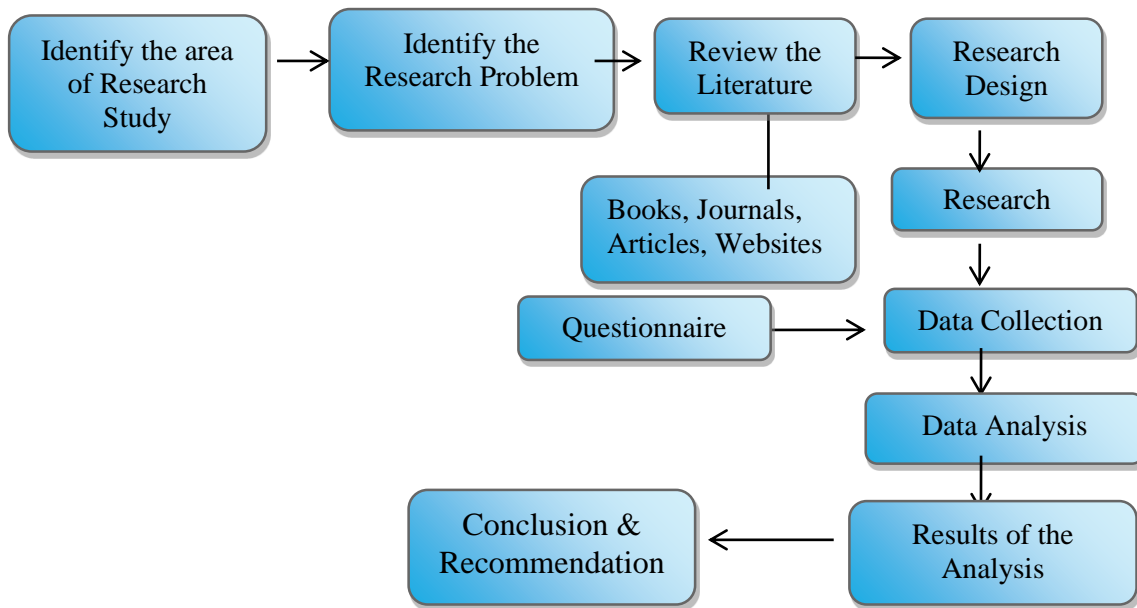 Identify the area
of Research
Study
Identify the
Research Problem
Review the
Literature
Research
Design
Books, Journals,
Articles, Websites
Research
Questionnaire
Data Collection
Data Analysis
Results of the
Analysis
Conclusion &
Recommendation